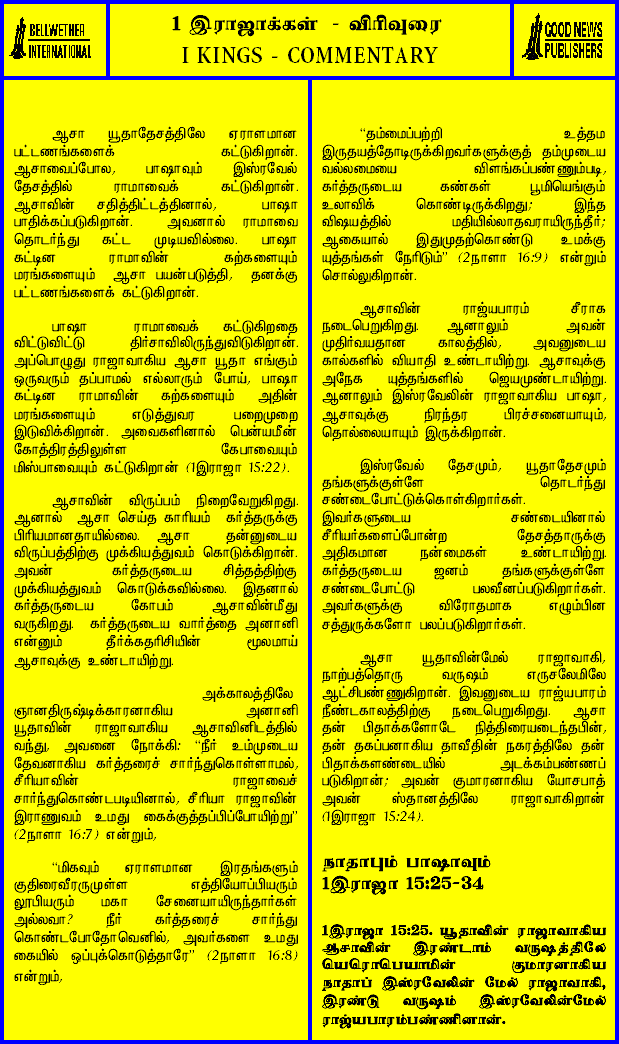 BELLWETHER
INTERNATIONAL
1 இராஜாக்கள் - விரிவுரை
I KINGS - COMMENTARY
GOOD NEWS
PUBLISHERS
ஆசா யூதாதேசத்திலே ஏராளமான
பட்டணங்களைக் கட்டுகிறான்.
ஆசாவைப்போல, பாஷாவும் இஸ்ரவேல்
தேசத்தில் ராமாவைக் கட்டுகிறான்.
ஆசாவின் சதித்திட்டத்தினால், பாஷா
பாதிக்கப்படுகிறான். அவனால் ராமாவை
தொடர்ந்து கட்ட முடியவில்லை. பாஷா
கட்டின ராமாவின் கற்களையும்
மரங்களையும் ஆசா பயன்படுத்தி, தனக்கு
பட்டணங்களைக் கட்டுகிறான்.
பாஷா ராமாவைக் கட்டுகிறதை
விட்டுவிட்டு திர்சாவிலிருந்துவிடுகிறான்.
அப்பொழுது ராஜாவாகிய ஆசா யூதா எங்கும்
ஒருவரும் தப்பாமல் எல்லாரும் போய், பாஷா
கட்டின ராமாவின் கற்களையும் அதின்
மரங்களையும் எடுத்துவர பறைமுறை
இடுவிக்கிறான். அவைகளினால் பென்யமீன்
கோத்திரத்திலுள்ள கேபாவையும்
மிஸ்பாவையும் கட்டுகிறான் (1இராஜா 15:22).
ஆசாவின் விருப்பம் நிறைவேறுகிறது.
ஆனால் ஆசா செய்த காரியம் கர்த்தருக்கு
பிரியமானதாயில்லை. ஆசா தன்னுடைய
விருப்பத்திற்கு முக்கியத்துவம் கொடுக்கிறான்.
அவன் கர்த்தருடைய சித்தத்திற்கு
முக்கியத்துவம் கொடுக்கவில்லை. இதனால்
கர்த்தருடைய கோபம் ஆசாவின்மீது
வருகிறது. கர்த்தருடைய வார்த்தை அனானி
என்னும் தீர்க்கதரிசியின் மூலமாய்
ஆசாவுக்கு உண்டாயிற்று.
அக்காலத்திலே
ஞானதிருஷ்டிக்காரனாகிய அனானி
யூதாவின் ராஜாவாகிய ஆசாவினிடத்தில்
வந்து, அவனை நோக்கி: “நீர் உம்முடைய
தேவனாகிய கர்த்தரைச் சார்ந்துகொள்ளாமல்,
சீரியாவின் ராஜாவைச்
சார்ந்துகொண்டபடியினால், சீரியா ராஜாவின்
இராணுவம் உமது கைக்குத்தப்பிப்போயிற்று”
(2நாளா 16:7) என்றும்,
“மிகவும் ஏராளமான இரதங்களும்
குதிரைவீரருமுள்ள எத்தியோப்பியரும்
லூபியரும் மகா சேனையாயிருந்தார்கள்
அல்லவா? நீர் கர்த்தரைச் சார்ந்து
கொண்டபோதோவெனில், அவர்களை உமது
கையில் ஒப்புக்கொடுத்தாரே” (2நாளா 16:8)
என்றும்,
“தம்மைப்பற்றி உத்தம
இருதயத்தோடிருக்கிறவர்களுக்குத் தம்முடைய
வல்லமையை விளங்கப்பண்ணும்படி,
கர்த்தருடைய கண்கள் பூமியெங்கும்
உலாவிக் கொண்டிருக்கிறது; இந்த
விஷயத்தில் மதியில்லாதவராயிருந்தீர்;
ஆகையால் இதுமுதற்கொண்டு உமக்கு
யுத்தங்கள் நேரிடும்” (2நாளா 16:9) என்றும்
சொல்லுகிறான்.
ஆசாவின் ராஜ்யபாரம் சீராக
நடைபெறுகிறது. ஆனாலும் அவன்
முதிர்வயதான காலத்தில், அவனுடைய
கால்களில் வியாதி உண்டாயிற்று. ஆசாவுக்கு
அநேக யுத்தங்களில் ஜெயமுண்டாயிற்று.
ஆனாலும் இஸ்ரவேலின் ராஜாவாகிய பாஷா,
ஆசாவுக்கு நிரந்தர பிரச்சனையாயும்,
தொல்லையாயும் இருக்கிறான்.
இஸ்ரவேல் தேசமும், யூதாதேசமும்
தங்களுக்குள்ளே தொடர்ந்து
சண்டைபோட்டுக்கொள்கிறார்கள்.
இவர்களுடைய சண்டையினால்
சீரியர்களைப்போன்ற தேசத்தாருக்கு
அதிகமான நன்மைகள் உண்டாயிற்று.
கர்த்தருடைய ஜனம் தங்களுக்குள்ளே
சண்டைபோட்டு பலவீனப்படுகிறார்கள்.
அவர்களுக்கு விரோதமாக எழும்பின
சத்துருக்களோ பலப்படுகிறார்கள்.
ஆசா யூதாவின்மேல் ராஜாவாகி,
நாற்பத்தொரு வருஷம் எருசலேமிலே
ஆட்சிபண்ணுகிறான். இவனுடைய ராஜ்யபாரம்
நீண்டகாலத்திற்கு நடைபெறுகிறது. ஆசா
தன் பிதாக்களோடே நித்திரையடைந்தபின்,
தன் தகப்பனாகிய தாவீதின் நகரத்திலே தன்
பிதாக்களண்டையில் அடக்கம்பண்ணப்
படுகிறான்; அவன் குமாரனாகிய யோசபாத்
அவன் ஸ்தானத்திலே ராஜாவாகிறான்
(1இராஜா 15:24).
நாதாபும் பாஷாவும்
1இராஜா 15:25-34
1இராஜா 15:25. யூதாவின் ராஜாவாகிய
ஆசாவின் இரண்டாம் வருஷத்திலே
யெரொபெயாமின் குமாரனாகிய
நாதாப் இஸ்ரவேலின் மேல் ராஜாவாகி,
இரண்டு வருஷம் இஸ்ரவேலின்மேல்
ராஜ்யபாரம்பண்ணினான்.